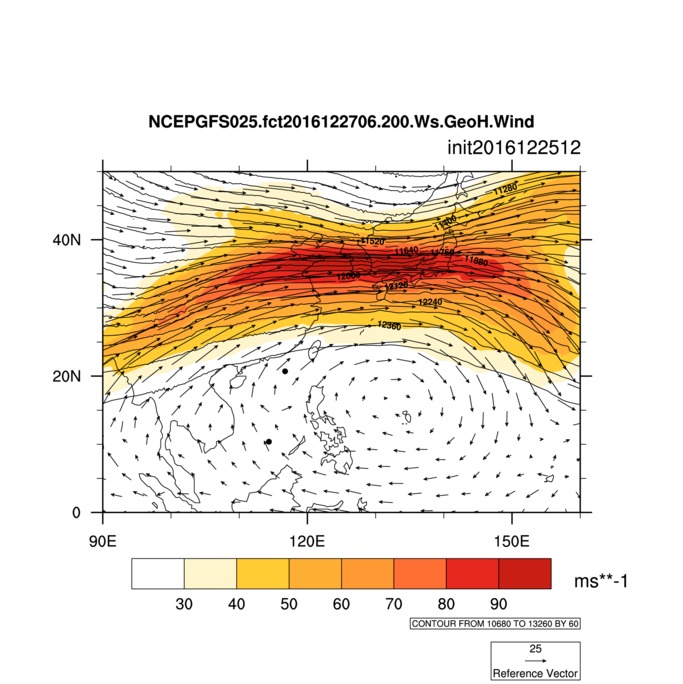 NCEPGFS025.fct2016122706.200.Ws.GeoH.Wind
init2016122512
11280
11400
40N
11520
11640
11760
11880
12000
12120
12240
12360
20N
0
90E
120E
150E
30
40
50
60
70
80
90
ms**-1
CONTOUR FROM 10680 TO 13260 BY 60
25
Reference Vector